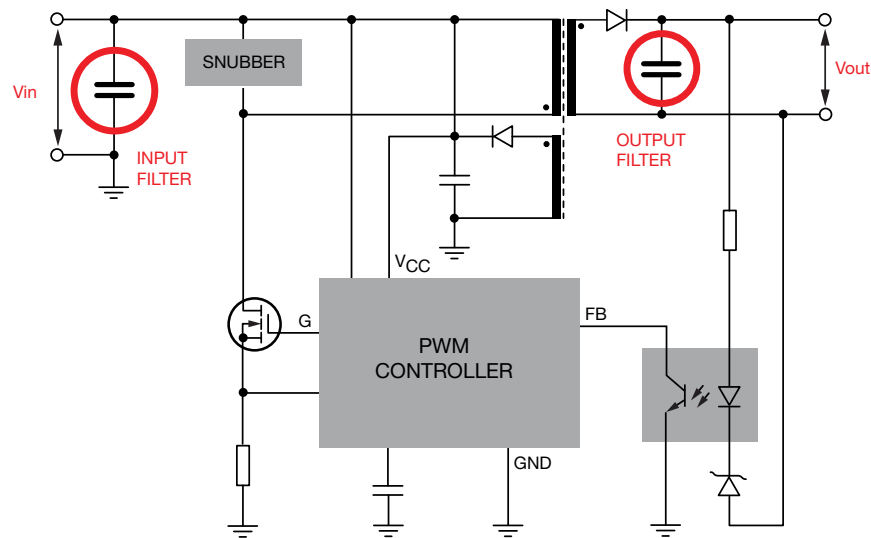 SNUBBER
Vin
Vout
INPUT
FILTER
OUTPUT
FILTER
VCC
G
FB
PWM
CONTROLLER
GND